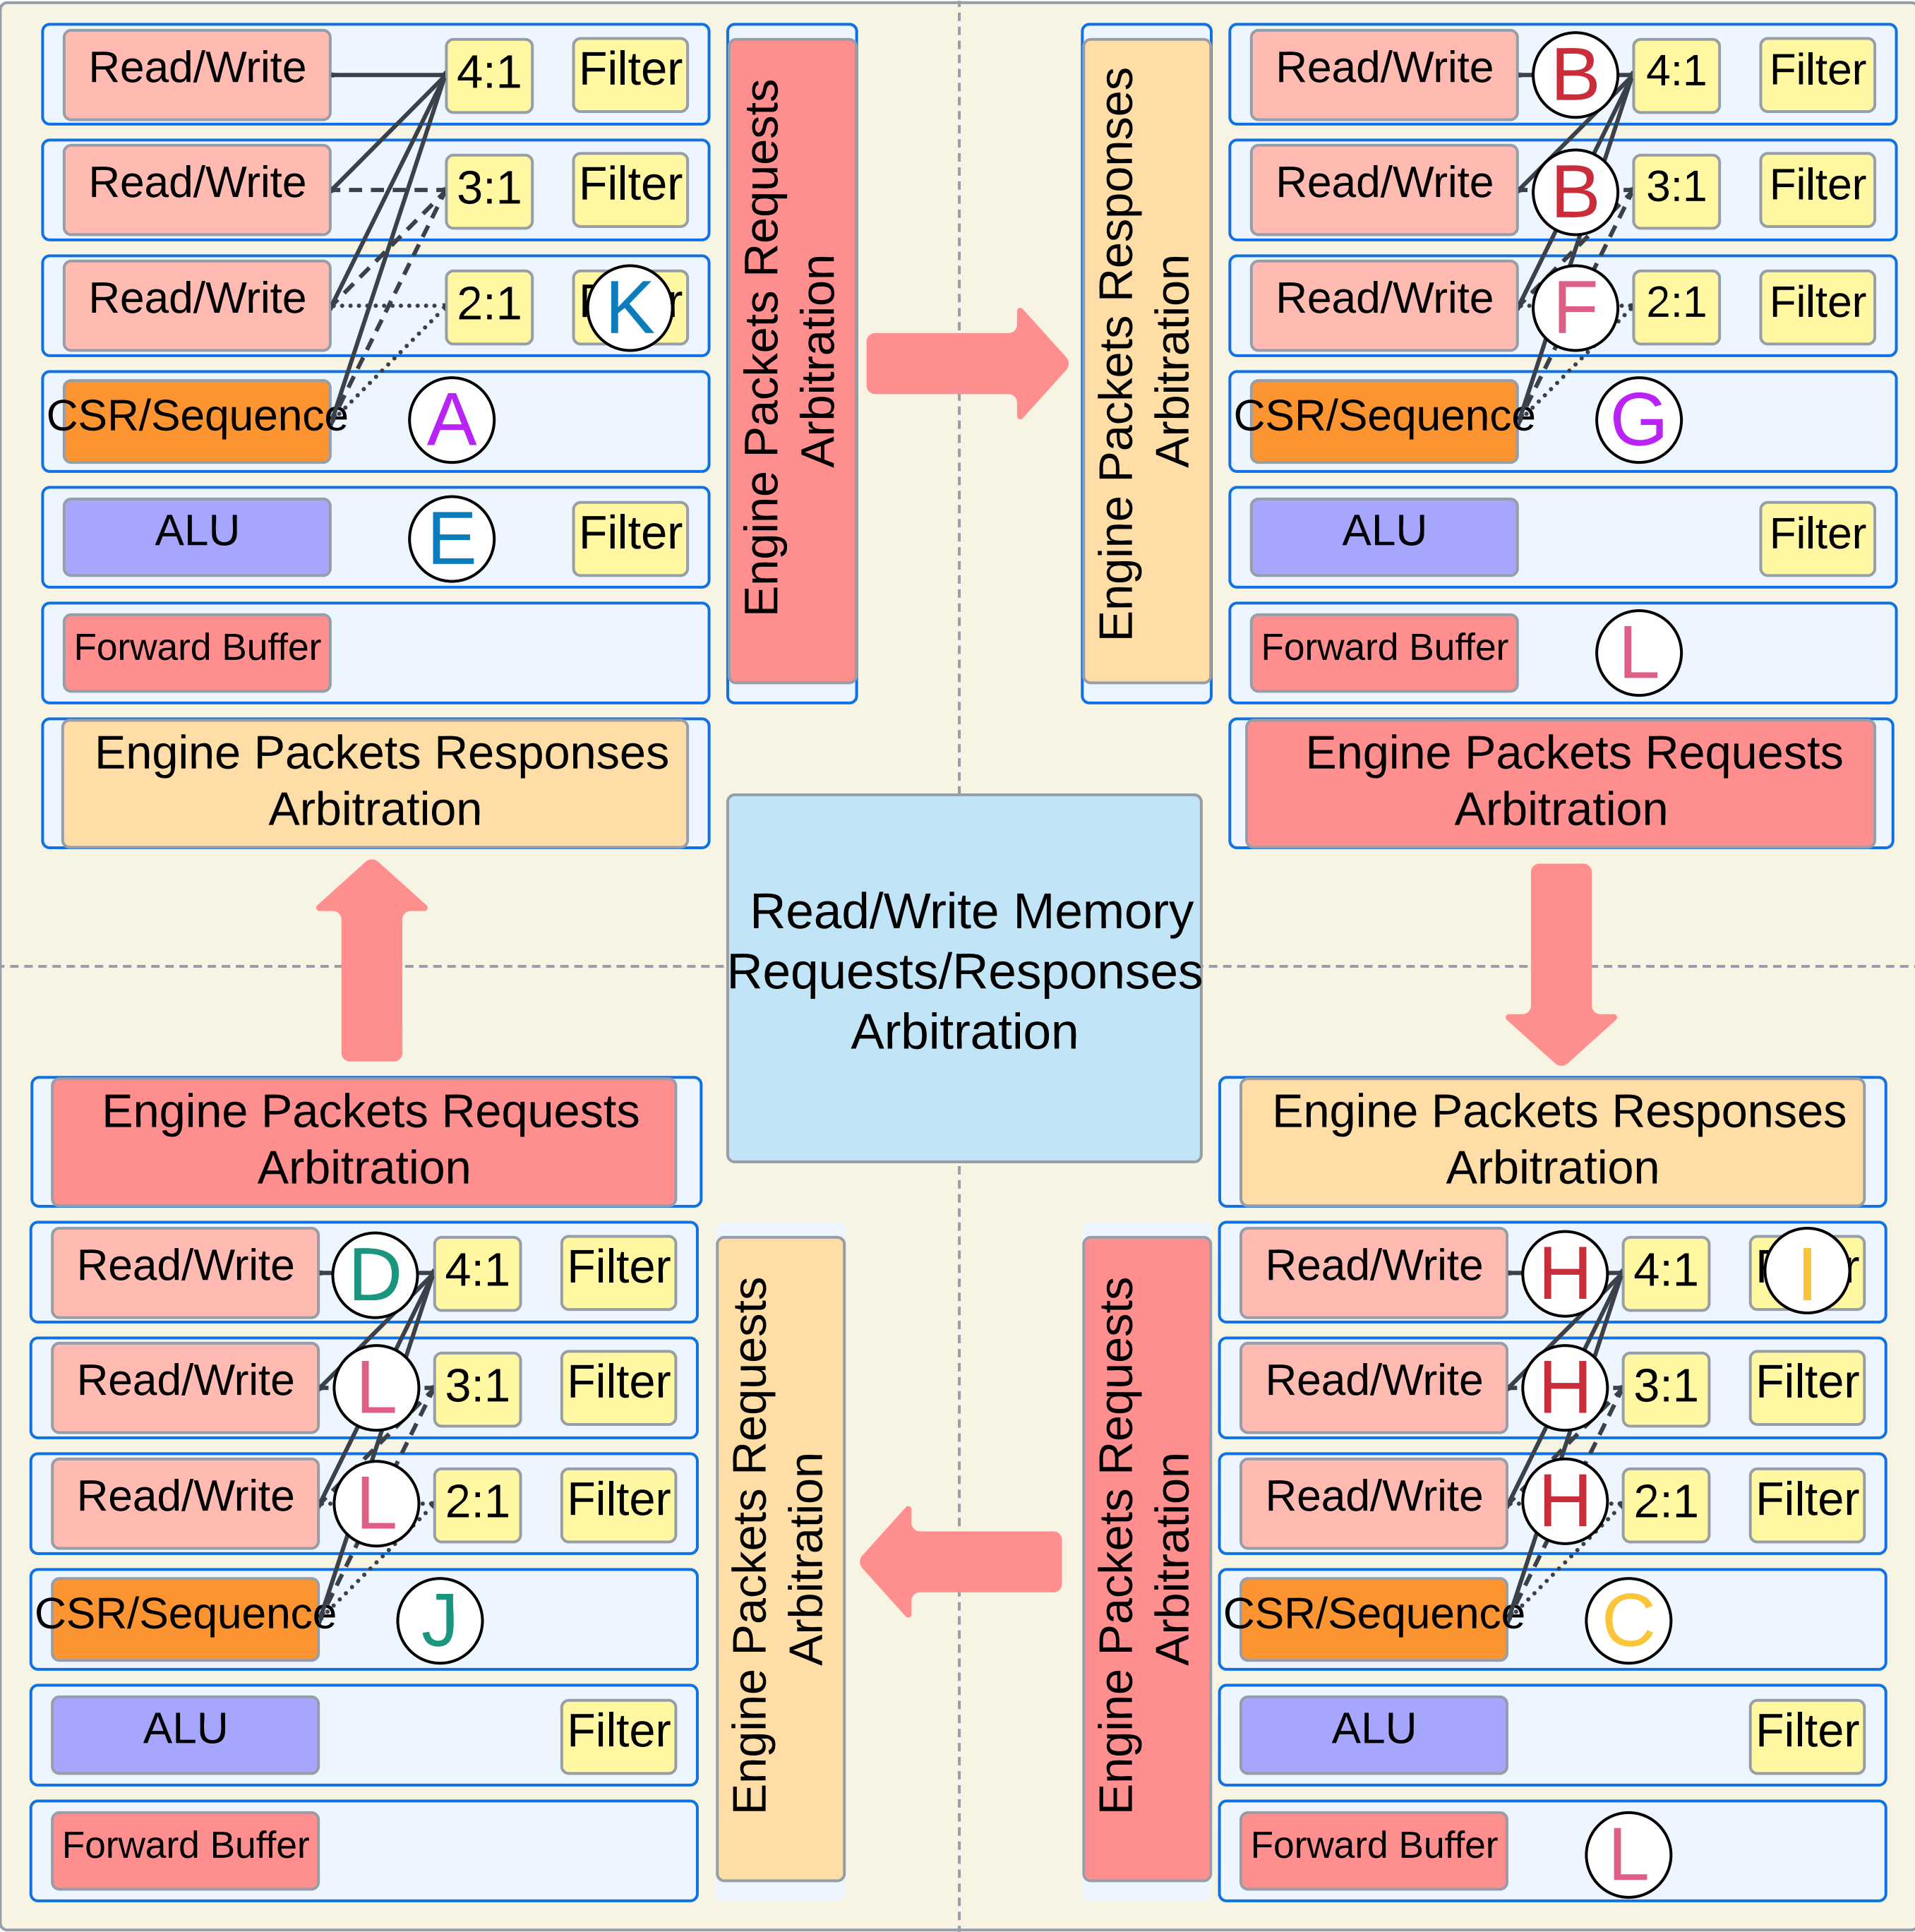 Read/Write 4:1 Filter
Read/Write 3:1 Filter
Read/Write 2:1 K
CSR/Sequence A
ALU E Filter
Forward Buffer
Engine Packets Responses
Arbitration
Engine Packets Requests
Arbitration
Engine Packets Responses
Arbitration
Read/Write B 4:1 Filter
Read/Write B 3:1 Filter
Read/Write F 2:1 Filter
CSR/Sequence G
ALU Filter
Forward Buffer L
Engine Packets Requests
Arbitration
Read/Write Memory
Requests/Responses
Arbitration
Engine Packets Requests
Arbitration
Read/Write D 4:1 Filter
Read/Write L 3:1 Filter
Read/Write L 2:1 Filter
CSR/Sequence J
ALU Filter
Forward Buffer
Engine Packets Requests
Arbitration
Engine Packets Requests
Arbitration
Engine Packets Responses
Arbitration
Read/Write H 4:1 I
Read/Write H 3:1 Filter
Read/Write H 2:1 Filter
CSR/Sequence C
ALU Filter
Forward Buffer L